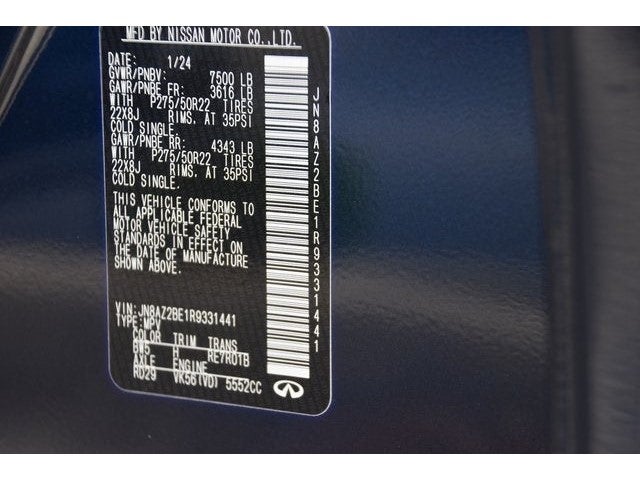 MFD BY NISSAN MOTOR CO.,LTD.
DATE: 1/24
GVWR/PNBV: 7500 LB
GAWR/PNBE FR: 3616 LB
WITH P275/50R22 TIRES
22X8J RIMS. AT 35PSI
COLD SINGLE.
GAWR/PNBE RR: 4343 LB
WITH P275/50R22 TIRES
22X8J RIMS. AT 35PSI
COLD SINGLE.
THIS VEHICLE CONFORMS TO
ALL APPLICABLE FEDERAL
MOTOR VEHICLE SAFETY
STANDARDS IN EFFECT ON
THE DATE OF MANUFACTURE
SHOWN ABOVE.
VIN: JN8AZ2BE1R9331441
TYPE: MPV
COLOR TRIM TRANS
BW5 H RE7R01B
AXLE ENGINE
RD29 VK56(VD) 5552CC
JN8AZ2BE1R9331441